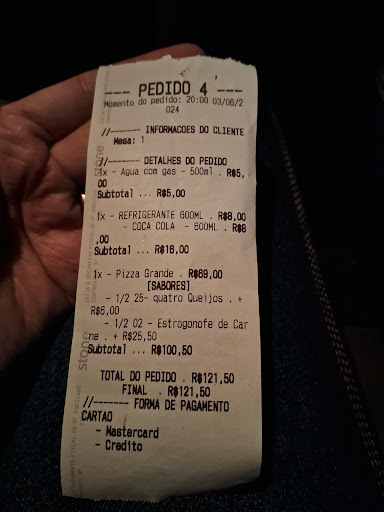 --- PEDIDO 4 ---
Momento do pedido: 20:00 03/06/2
024
//------- INFORMACOES DO CLIENTE
Mesa: 1
//------- DETALHES DO PEDIDO
1x - Agua com gas - 500ml . R$5,
00
Subtotal ... R$5,00
1x - REFRIGERANTE 600ML . R$8,00
- COCA COLA - 600ML . R$8
,00
Subtotal ... R$16,00
1x - Pizza Grande . R$69,00
[SABORES]
- 1/2 25- quatro Queijos . +
R$6,00
- 1/2 02 - Estrogonofe de Car
ne . + R$25,50
Subtotal ... R$100,50
TOTAL DO PEDIDO . R$121,50
FINAL . R$121,50
//------- FORMA DE PAGAMENTO
CARTAO
- Mastercard
- Credito
stone
stone